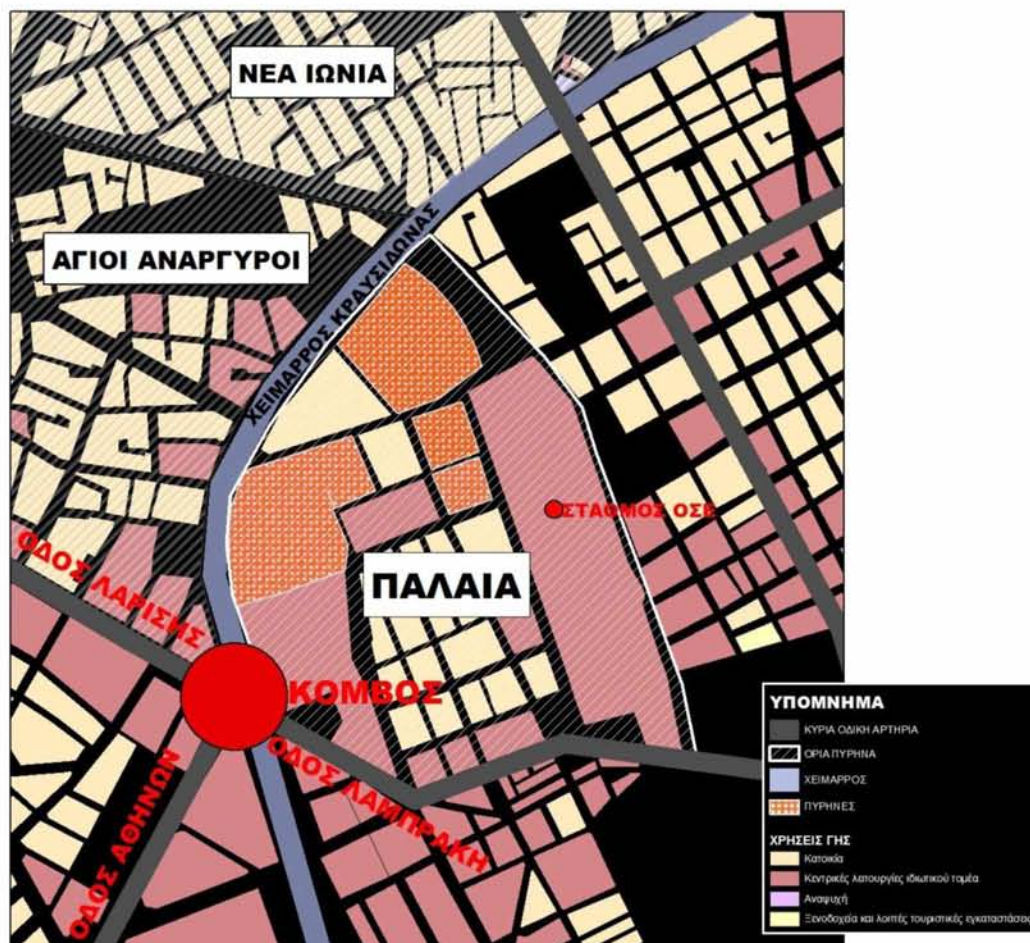 ΝΕΑ ΙΩΝΙΑ
ΑΓΙΟΙ ΑΝΑΡΓΥΡΟΙ
ΧΕΙΜΑΡΡΟΣ ΚΡΑΥΣΙΔΩΝΑΣ
ΣΤΑΘΜΟΣ ΟΣΕ
ΟΔΟΣ ΛΑΡΙΣΗΣ
ΠΑΛΑΙΑ
ΚΟΜΒΟΣ
ΟΔΟΣ ΛΑΜΠΡΑΚΗ
ΟΔΟΣ ΑΘΗΝΩΝ
ΥΠΟΜΝΗΜΑ
ΚΥΡΙΑ ΟΔΙΚΗ ΑΡΤΗΡΙΑ
ΟΡΙΑ ΠΥΡΗΝΑ
ΧΕΙΜΑΡΡΟΣ
ΠΥΡΗΝΕΣ
ΧΡΗΣΕΙΣ ΓΗΣ
Κατοικία
Κεντρικές λειτουργίες ιδιωτικού τομέα
Αναψυχή
Ξενοδοχεία και λοιπές τουριστικές εγκαταστάσεις